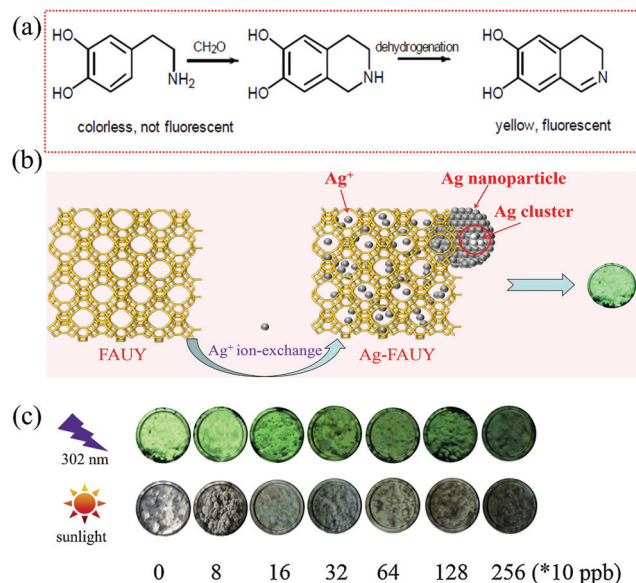 (a)
HO
HO
NH₂
CH₂O
HO
HO
NH
dehydrogenation
HO
HO
N
colorless, not fluorescent
yellow, fluorescent
(b)
Ag⁺
Ag nanoparticle
Ag cluster
FAUY
Ag⁺ ion-exchange
Ag-FAUY
(c)
302 nm
sunlight
0 8 16 32 64 128 256 (*10 ppb)